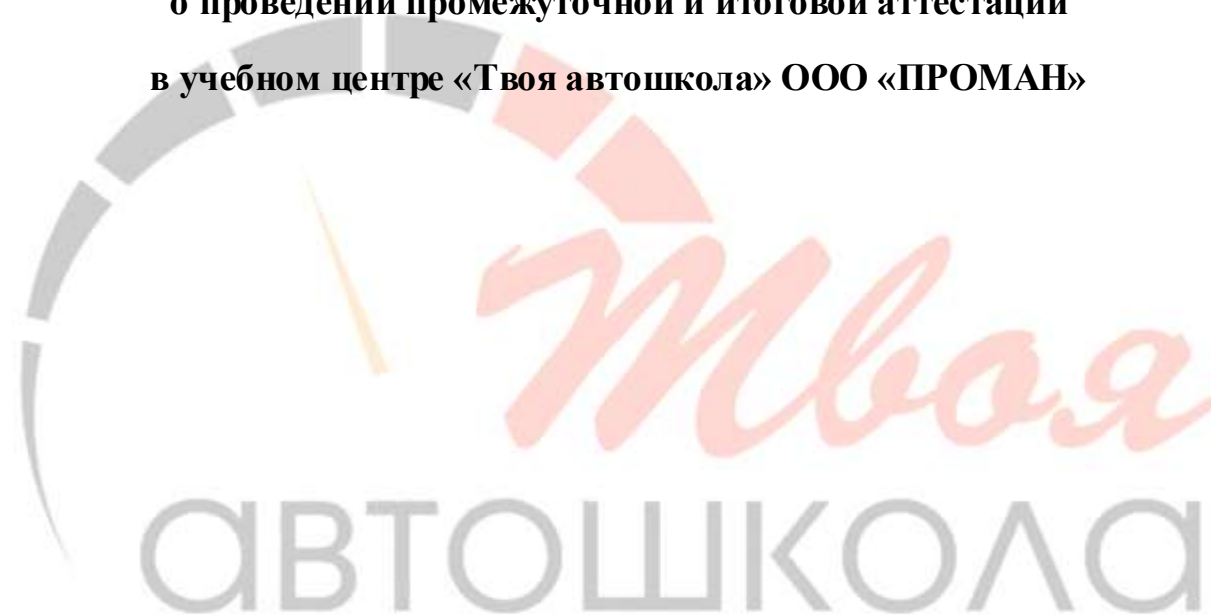 о проведении промежуточной и итоговой аттестации
в учебном центре «Твоя автошкола» ООО «ПРОМАН»
Твоя
автошкола